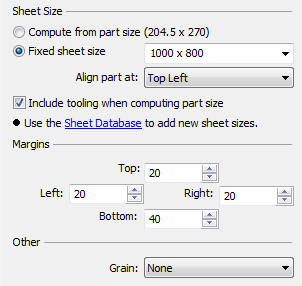 Sheet Size
Compute from part size (204.5 x 270)
Fixed sheet size 1000 x 800
Align part at: Top Left
Include tooling when computing part size
Use the Sheet Database to add new sheet sizes.
Margins
Top: 20
Left: 20 Right: 20
Bottom: 40
Other
Grain: None